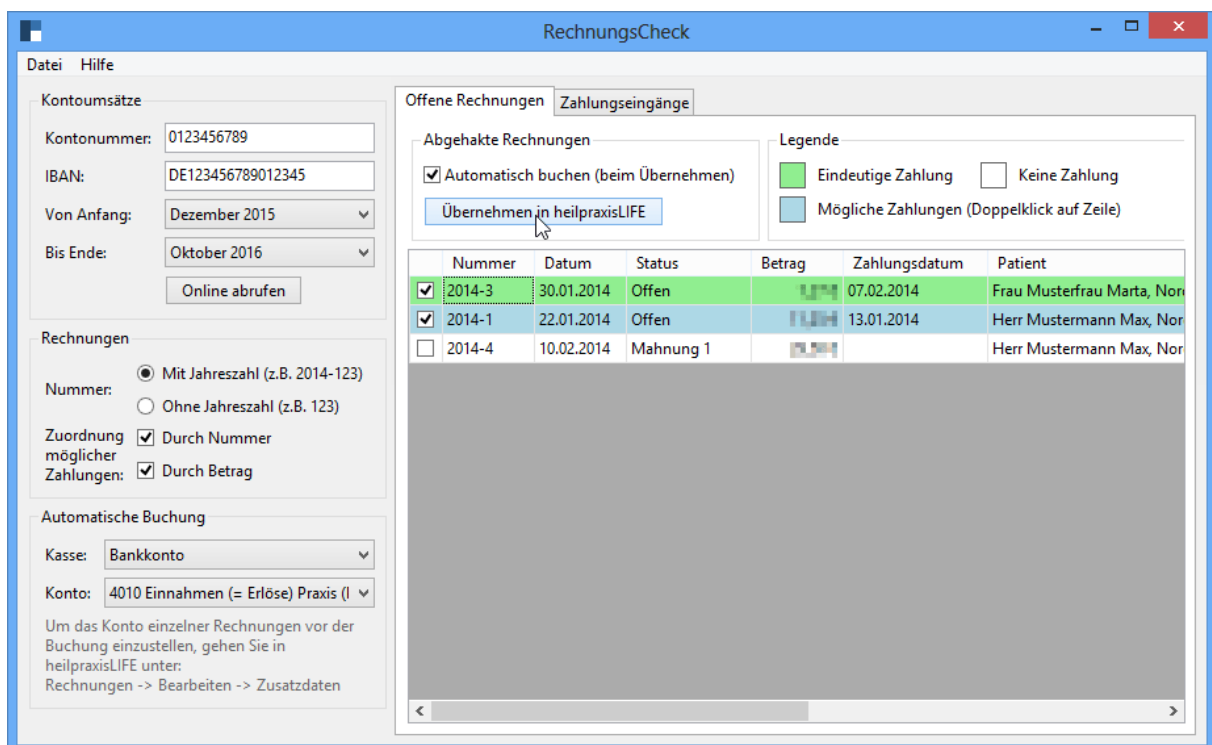 RechnungsCheck
Datei Hilfe
Kontoumsätze
Kontonummer: 0123456789
IBAN: DE123456789012345
Von Anfang: Dezember 2015
Bis Ende: Oktober 2016
Online abrufen
Rechnungen
Nummer:
Mit Jahreszahl (z.B. 2014-123)
Ohne Jahreszahl (z.B. 123)
Zuordnung
möglicher
Zahlungen:
Durch Nummer
Durch Betrag
Automatische Buchung
Kasse: Bankkonto
Konto: 4010 Einnahmen (= Erlöse) Praxis (
Um das Konto einzelner Rechnungen vor der
Buchung einzustellen, gehen Sie in
heilpraxisLIFE unter:
Rechnungen -> Bearbeiten -> Zusatzdaten
Offene Rechnungen Zahlungseingänge
Abgehakte Rechnungen
Automatisch buchen (beim Übernehmen)
Übernehmen in heilpraxisLIFE
Legende
Eindeutige Zahlung Keine Zahlung
Mögliche Zahlungen (Doppelklick auf Zeile)
Nummer Datum Status Betrag Zahlungsdatum Patient
2014-3 30.01.2014 Offen 07.02.2014 Frau Musterfrau Marta, Nor
2014-1 22.01.2014 Offen 13.01.2014 Herr Mustermann Max, Nor
2014-4 10.02.2014 Mahnung 1 Herr Mustermann Max, Nor